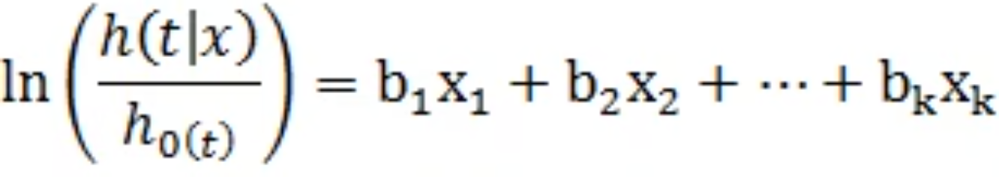 ln(h(t|x)/h₀₍t₎) = b₁x₁ + b₂x₂ + ⋯ + bₖxₖ